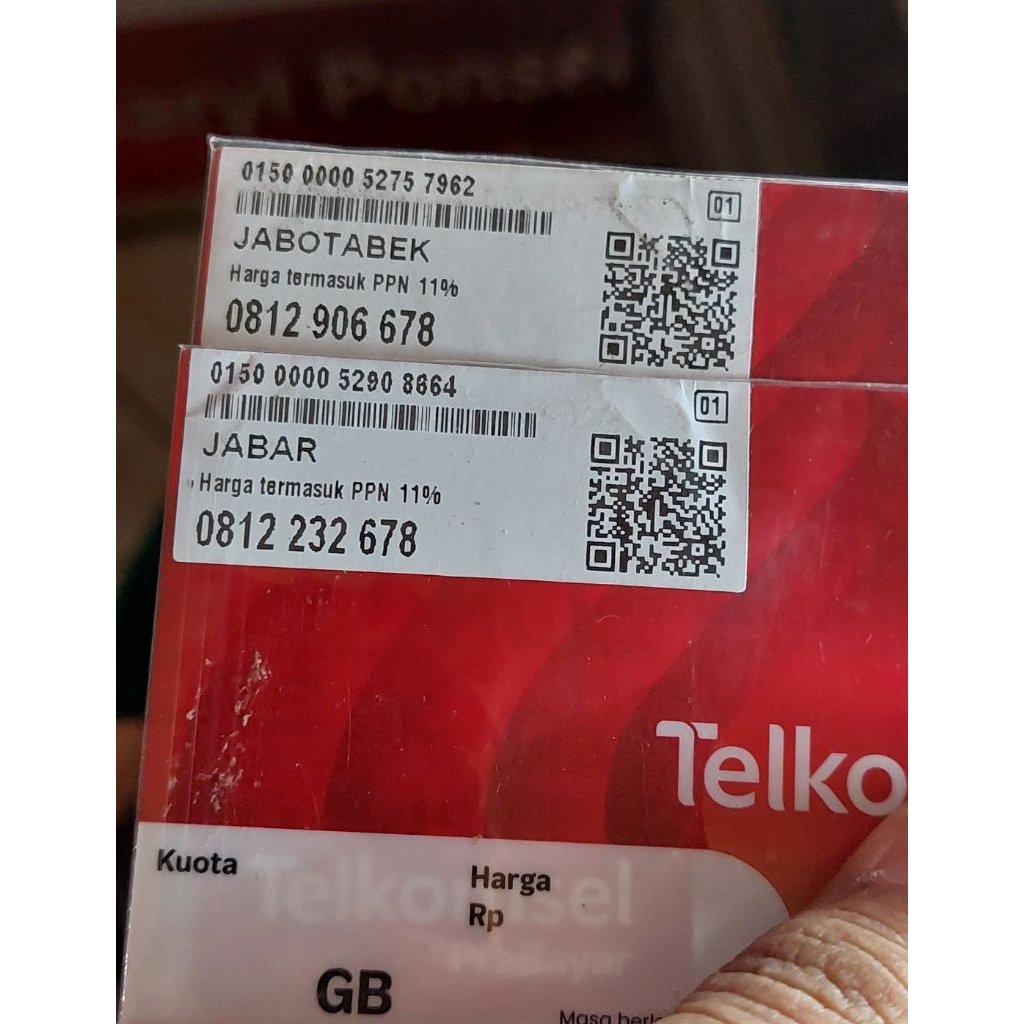 0150 0000 5275 7962
01
JABOTABEK
Harga termasuk PPN 11%
0812 906 678
0150 0000 5290 8664
01
JABAR
Harga termasuk PPN 11%
0812 232 678
Telko
Kuota
Harga
Rp
GB